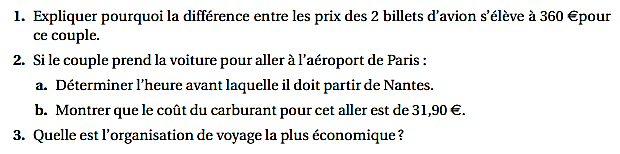 1. Expliquer pourquoi la différence entre les prix des 2 billets d'avion s'élève à 360 €pour
ce couple.
2. Si le couple prend la voiture pour aller à l'aéroport de Paris :
a. Déterminer l'heure avant laquelle il doit partir de Nantes.
b. Montrer que le coût du carburant pour cet aller est de 31,90 €.
3. Quelle est l'organisation de voyage la plus économique ?